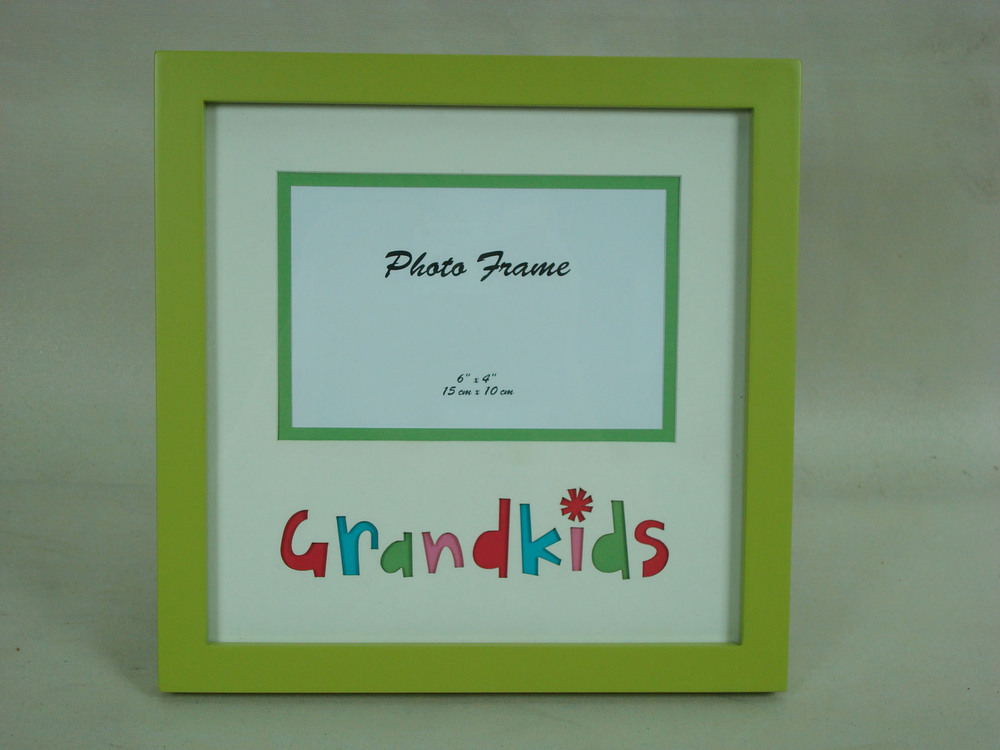 Photo Frame
6" x 4"
15 cm x 10 cm
Grandkids